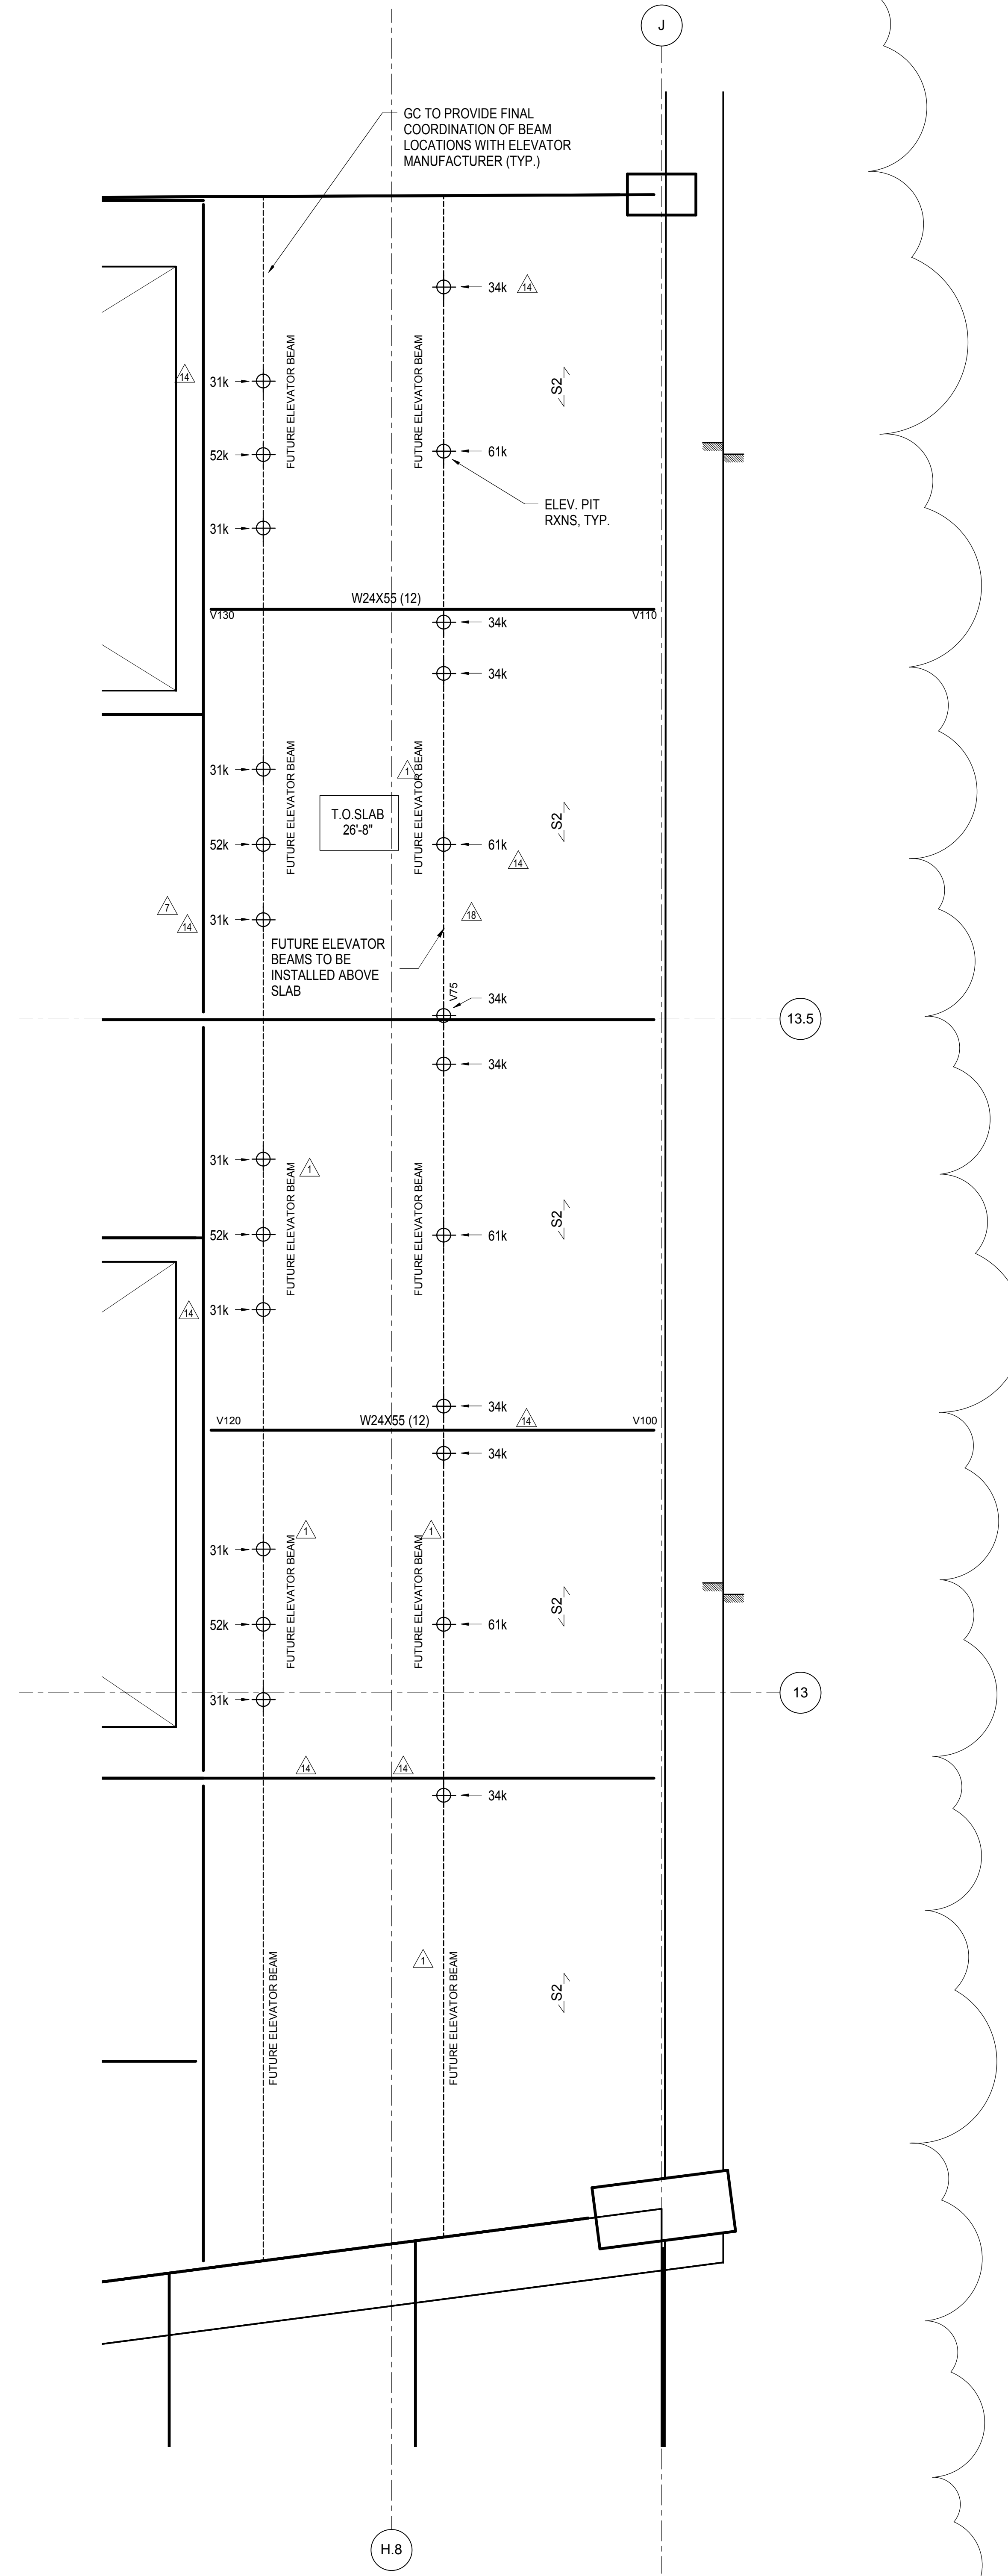 J
GC TO PROVIDE FINAL
COORDINATION OF BEAM
LOCATIONS WITH ELEVATOR
MANUFACTURER (TYP.)
34k
14
FUTURE ELEVATOR BEAM
FUTURE ELEVATOR BEAM
14
31k
S2
52k
61k
ELEV. PIT
RXNS, TYP.
31k
W24X55 (12)
V130
V110
34k
34k
31k
FUTURE ELEVATOR BEAM
1
FUTURE ELEVATOR BEAM
T.O.SLAB
26'-8"
S2
52k
61k
14
7
14
31k
18
FUTURE ELEVATOR
BEAMS TO BE
INSTALLED ABOVE
SLAB
V75
34k
13.5
34k
31k
FUTURE ELEVATOR BEAM
1
FUTURE ELEVATOR BEAM
S2
52k
61k
14
31k
34k
14
V120
W24X55 (12)
V100
34k
31k
1
1
FUTURE ELEVATOR BEAM
FUTURE ELEVATOR BEAM
S2
52k
61k
31k
13
14
14
34k
FUTURE ELEVATOR BEAM
1
FUTURE ELEVATOR BEAM
S2
H.8